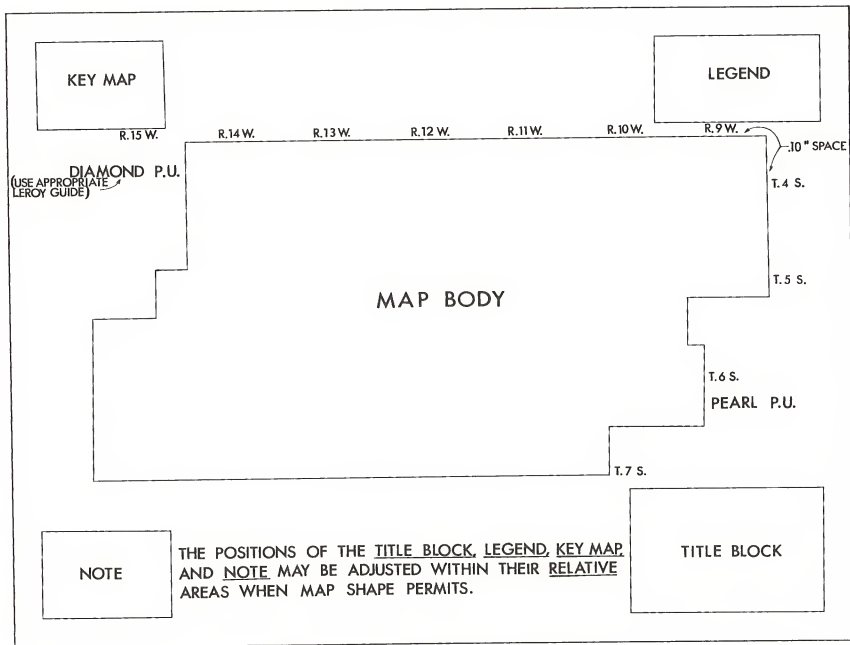 KEY MAP
LEGEND
R.15 W.
R.14 W.
R.13 W.
R.12 W.
R.11 W.
R.10 W.
R.9 W.
.10" SPACE
DIAMOND P.U.
(USE APPROPRIATE
LEROY GUIDE)
T.4 S.
T.5 S.
MAP BODY
T.6 S.
PEARL P.U.
T.7 S.
NOTE
THE POSITIONS OF THE TITLE BLOCK, LEGEND, KEY MAP
AND NOTE MAY BE ADJUSTED WITHIN THEIR RELATIVE
AREAS WHEN MAP SHAPE PERMITS.
TITLE BLOCK